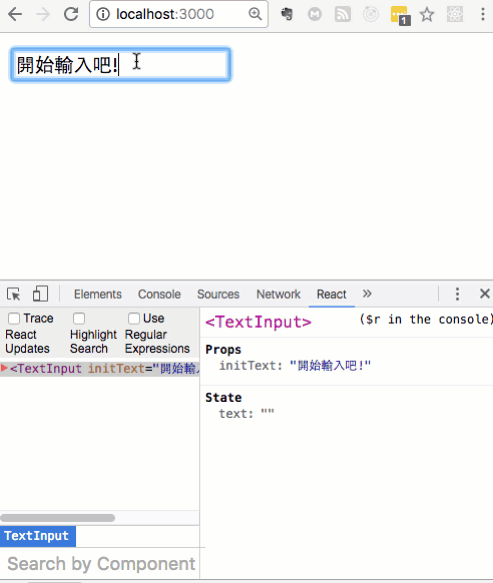 localhost:3000
1
開始輸入吧!
Elements Console Sources Network React »
Trace React Updates
Highlight Search
Use Regular Expressions
<TextInput> ($r in the console)
<TextInput initText="開始輸入
Props
initText: "開始輸入吧!"
State
text: ""
TextInput
Search by Component